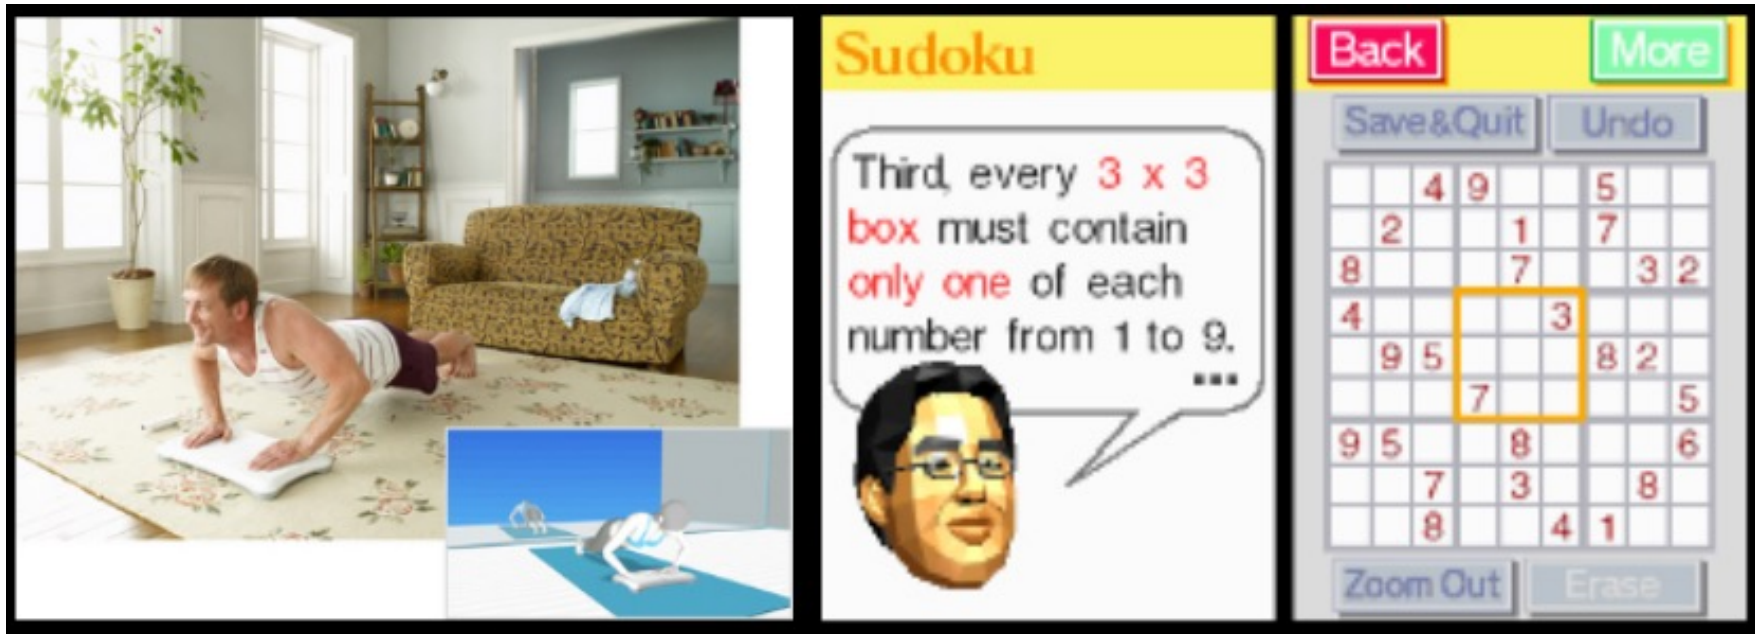 Sudoku
Third, every 3 x 3
box must contain
only one of each
number from 1 to 9.
...
Back More
Save&Quit Undo
4 9 5
2 1 7
8 7 3 2
4 3
9 5 8 2
7 5
9 5 8 6
7 3 8
8 4 1
Zoom Out Erase